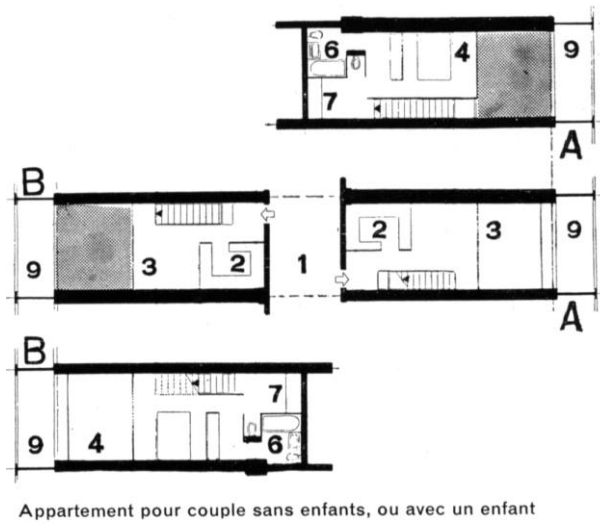 6 4 9
7
A
B
3 2 1 2 3 9
9
A
B
7
9 4 6
Appartement pour couple sans enfants, ou avec un enfant